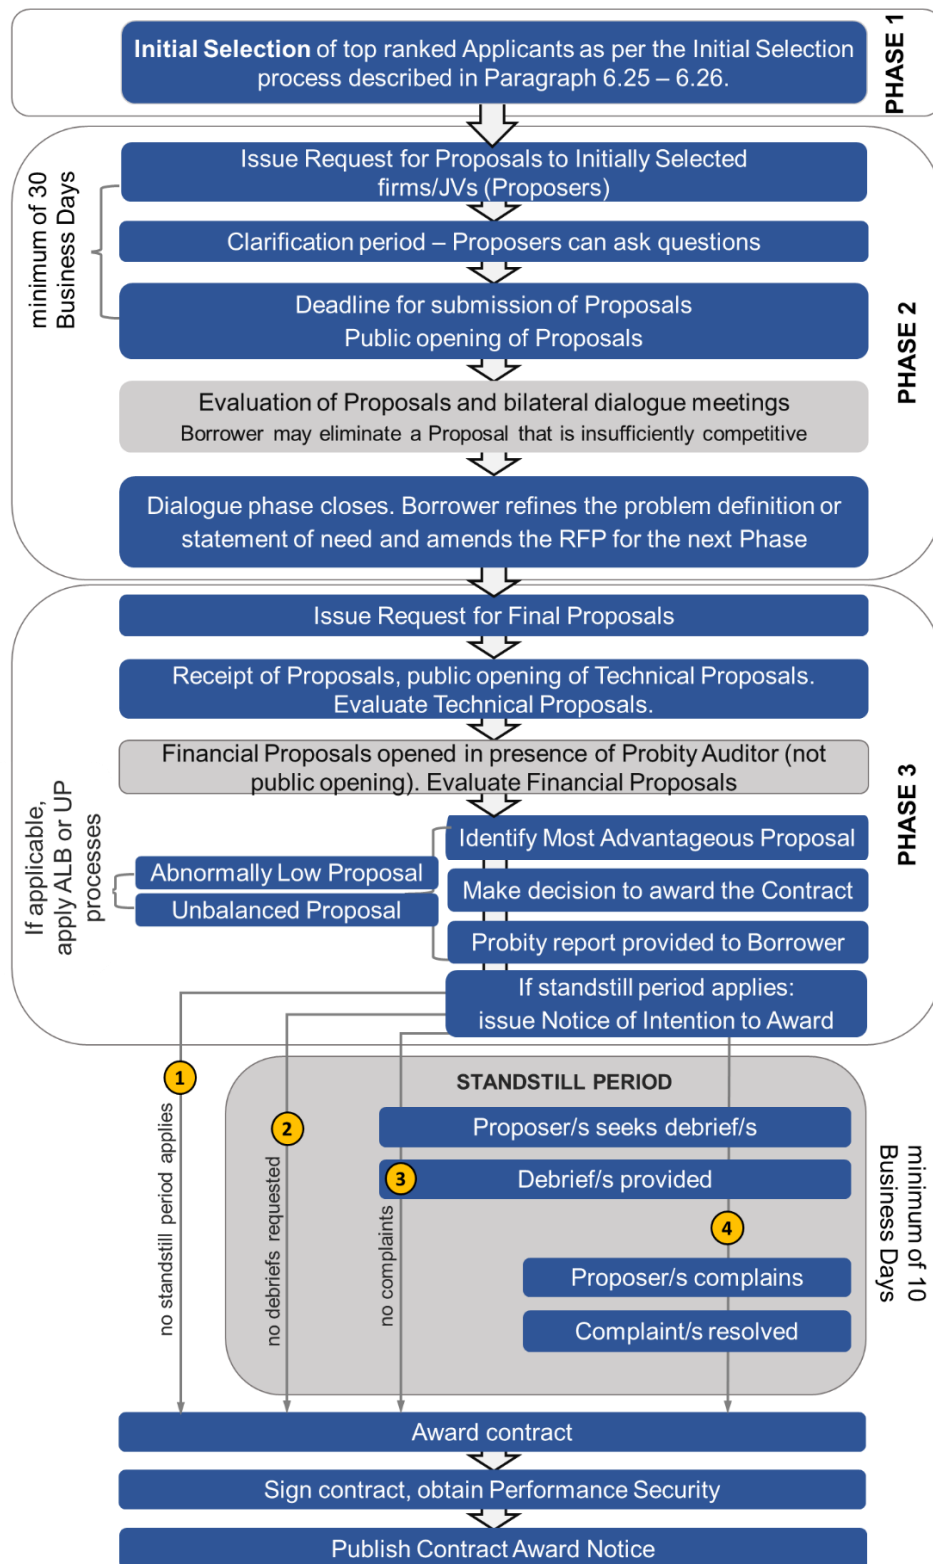 Initial Selection of top ranked Applicants as per the Initial Selection
process described in Paragraph 6.25 – 6.26.
PHASE 1
Issue Request for Proposals to Initially Selected
firms/JVs (Proposers)
minimum of 30
Business Days
Clarification period – Proposers can ask questions
Deadline for submission of Proposals
Public opening of Proposals
PHASE 2
Evaluation of Proposals and bilateral dialogue meetings
Borrower may eliminate a Proposal that is insufficiently competitive
Dialogue phase closes. Borrower refines the problem definition or
statement of need and amends the RFP for the next Phase
Issue Request for Final Proposals
Receipt of Proposals, public opening of Technical Proposals.
Evaluate Technical Proposals.
Financial Proposals opened in presence of Probity Auditor (not
public opening). Evaluate Financial Proposals
PHASE 3
If applicable,
apply ALB or UP
processes
Abnormally Low Proposal
Unbalanced Proposal
Identify Most Advantageous Proposal
Make decision to award the Contract
Probity report provided to Borrower
If standstill period applies:
issue Notice of Intention to Award
STANDSTILL PERIOD
1
no standstill period applies
2
no debriefs requested
3
no complaints
Proposer/s seeks debrief/s
Debrief/s provided
4
Proposer/s complains
Complaint/s resolved
minimum of 10
Business Days
Award contract
Sign contract, obtain Performance Security
Publish Contract Award Notice